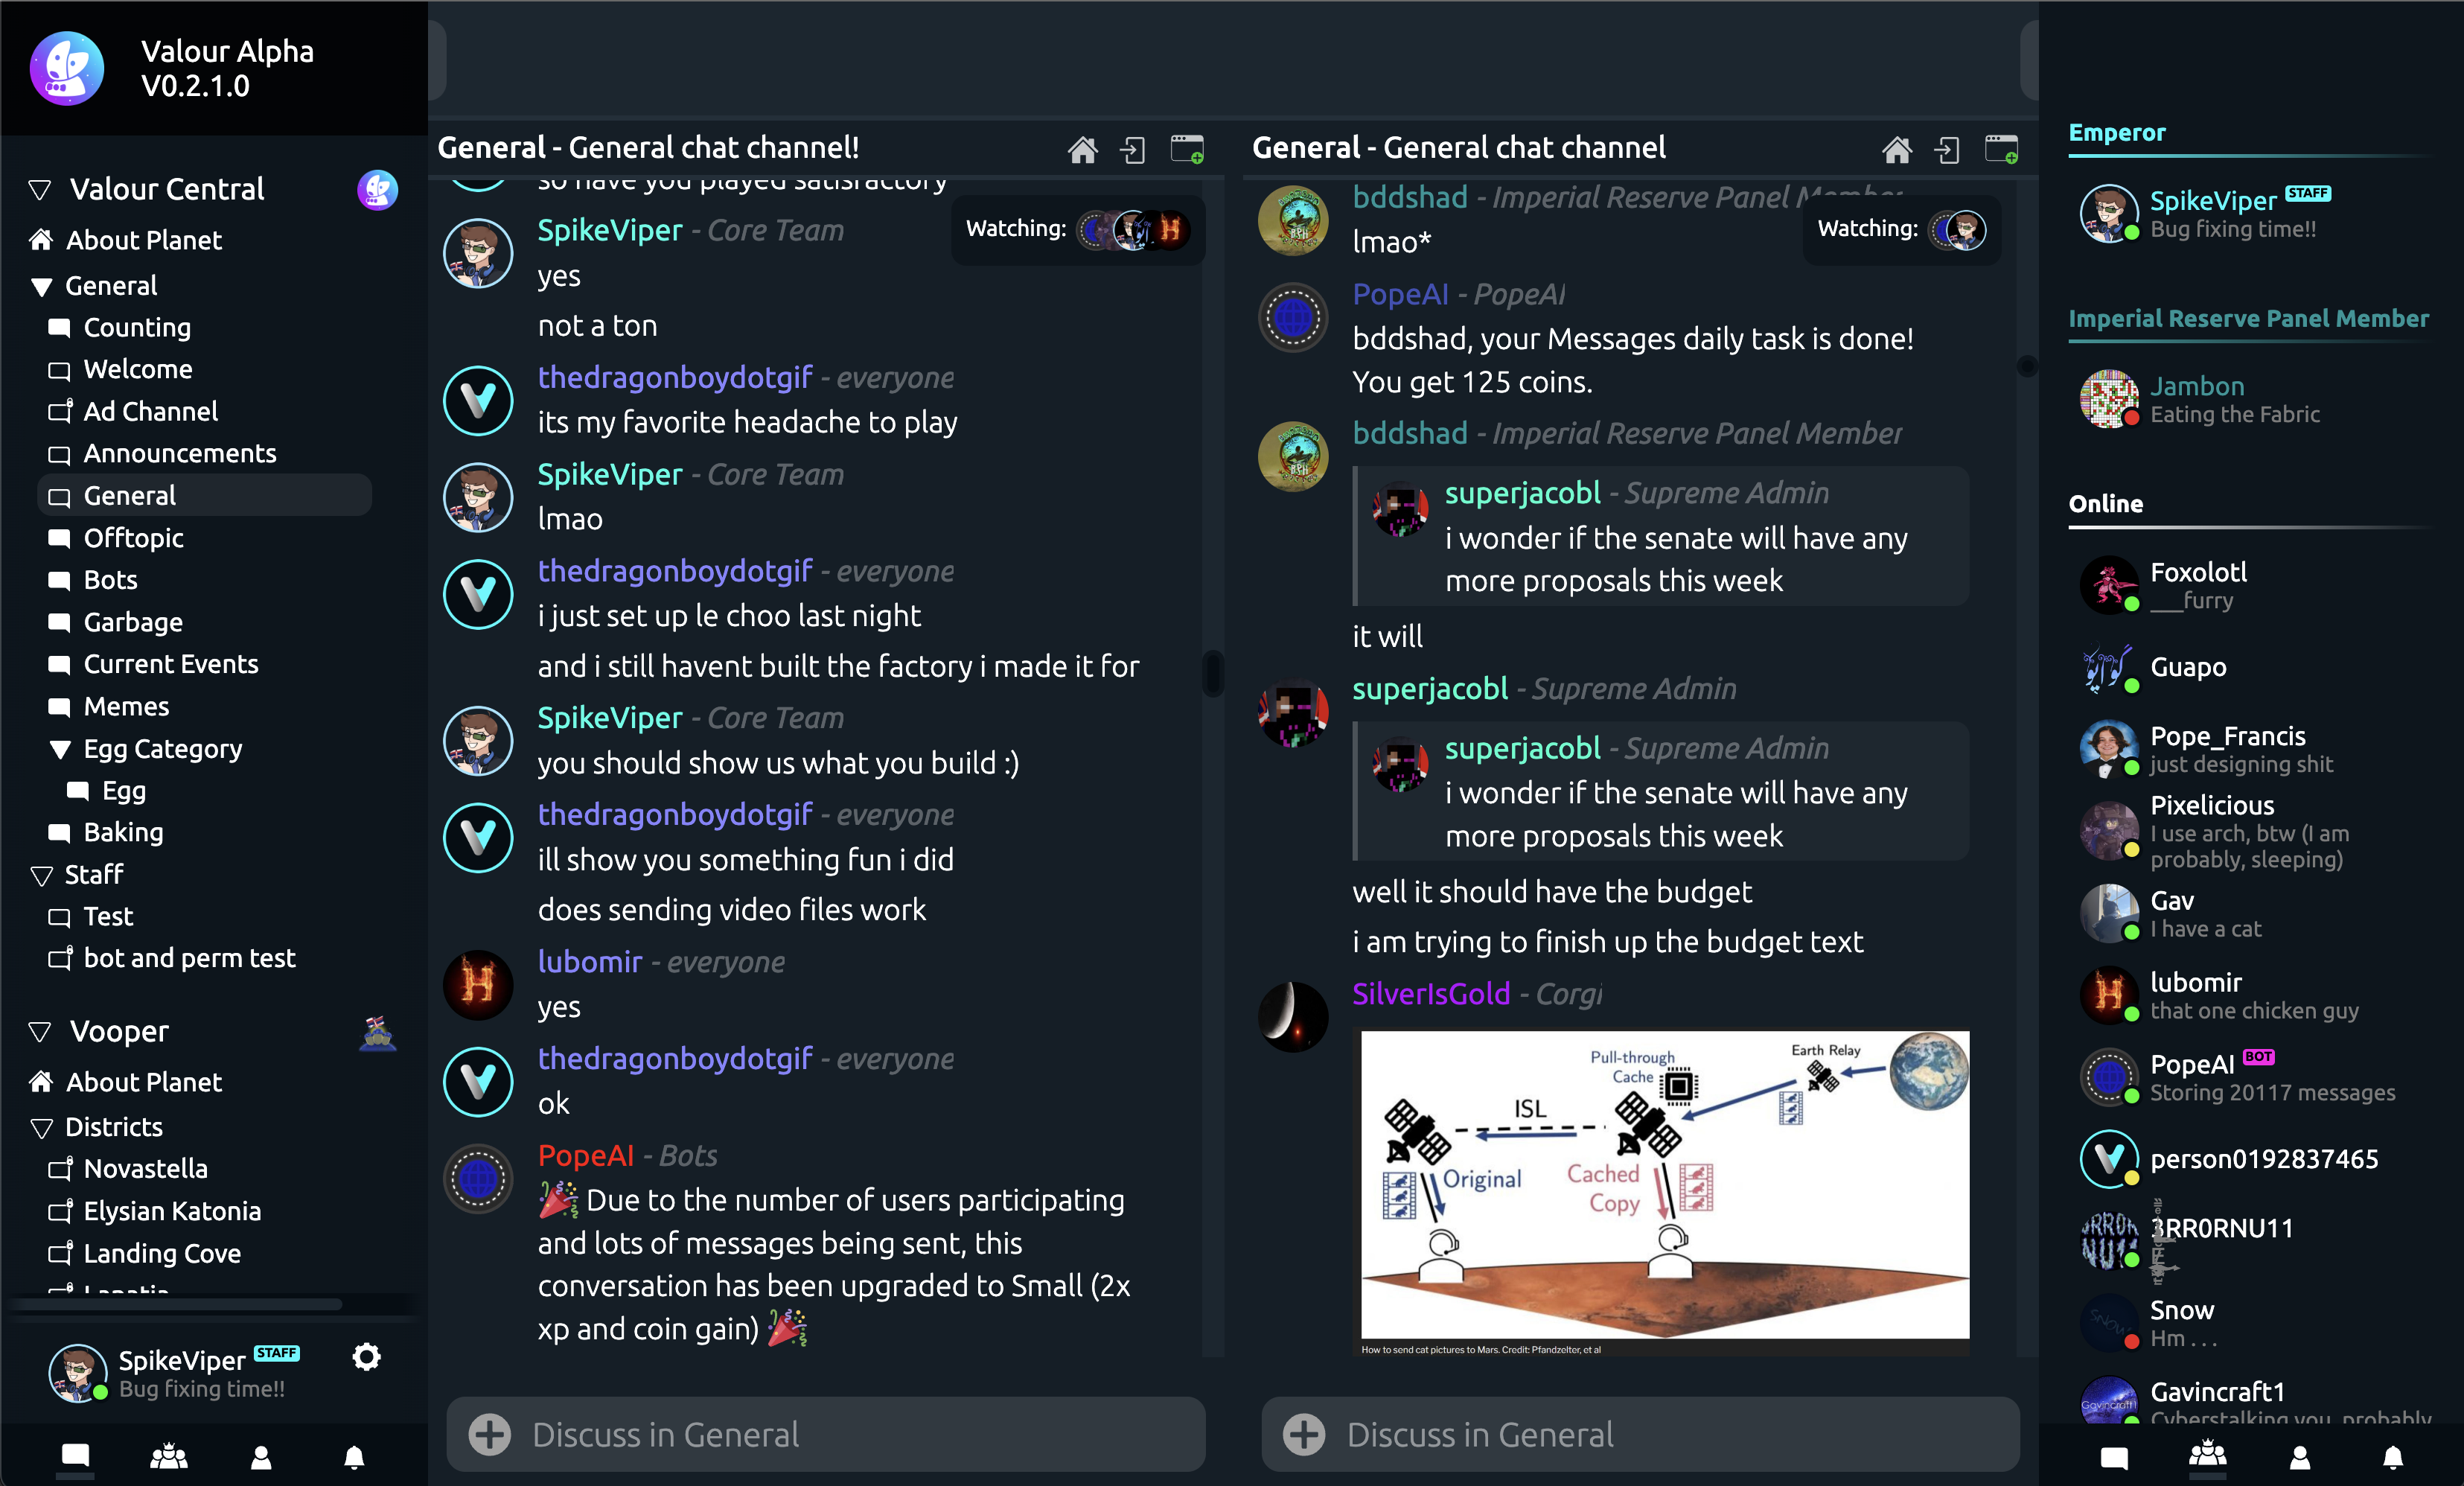 Valour Alpha
V0.2.1.0
Valour Central
About Planet
General
Counting
Welcome
Ad Channel
Announcements
General
Offtopic
Bots
Garbage
Current Events
Memes
Egg Category
Egg
Baking
Staff
Test
bot and perm test
Vooper
About Planet
Districts
Novastella
Elysian Katonia
Landing Cove
SpikeViper STAFF
Bug fixing time!!
General - General chat channel!
so have you played satisfactory
Watching:
SpikeViper - Core Team
yes
not a ton
thedragonboydotgif - everyone
its my favorite headache to play
SpikeViper - Core Team
lmao
thedragonboydotgif - everyone
i just set up le choo last night
and i still havent built the factory i made it for
SpikeViper - Core Team
you should show us what you build :)
thedragonboydotgif - everyone
ill show you something fun i did
does sending video files work
lubomir - everyone
yes
thedragonboydotgif - everyone
ok
PopeAI - Bots
🎉 Due to the number of users participating
and lots of messages being sent, this
conversation has been upgraded to Small (2x
xp and coin gain) 🎉
Discuss in General
General - General chat channel
bddshad - Imperial Reserve Panel Member
Watching:
lmao*
PopeAI - PopeAI
bddshad, your Messages daily task is done!
You get 125 coins.
bddshad - Imperial Reserve Panel Member
superjacobl - Supreme Admin
i wonder if the senate will have any
more proposals this week
it will
superjacobl - Supreme Admin
superjacobl - Supreme Admin
i wonder if the senate will have any
more proposals this week
well it should have the budget
i am trying to finish up the budget text
SilverIsGold - Corgi
Pull-through
Cache
Earth Relay
ISL
Original
Cached
Copy
How to send cat pictures to Mars. Credit: Pfandzelter, et al
Discuss in General
Emperor
SpikeViper STAFF
Bug fixing time!!
Imperial Reserve Panel Member
Jambon
Eating the Fabric
Online
Foxolotl
___furry
Guapo
Pope_Francis
just designing shit
Pixelicious
I use arch, btw (I am
probably, sleeping)
Gav
I have a cat
lubomir
that one chicken guy
PopeAI BOT
Storing 20117 messages
person0192837465
3RR0RNU11
Snow
Hm . . .
Gavincraft1
Cyberstalking you, probably